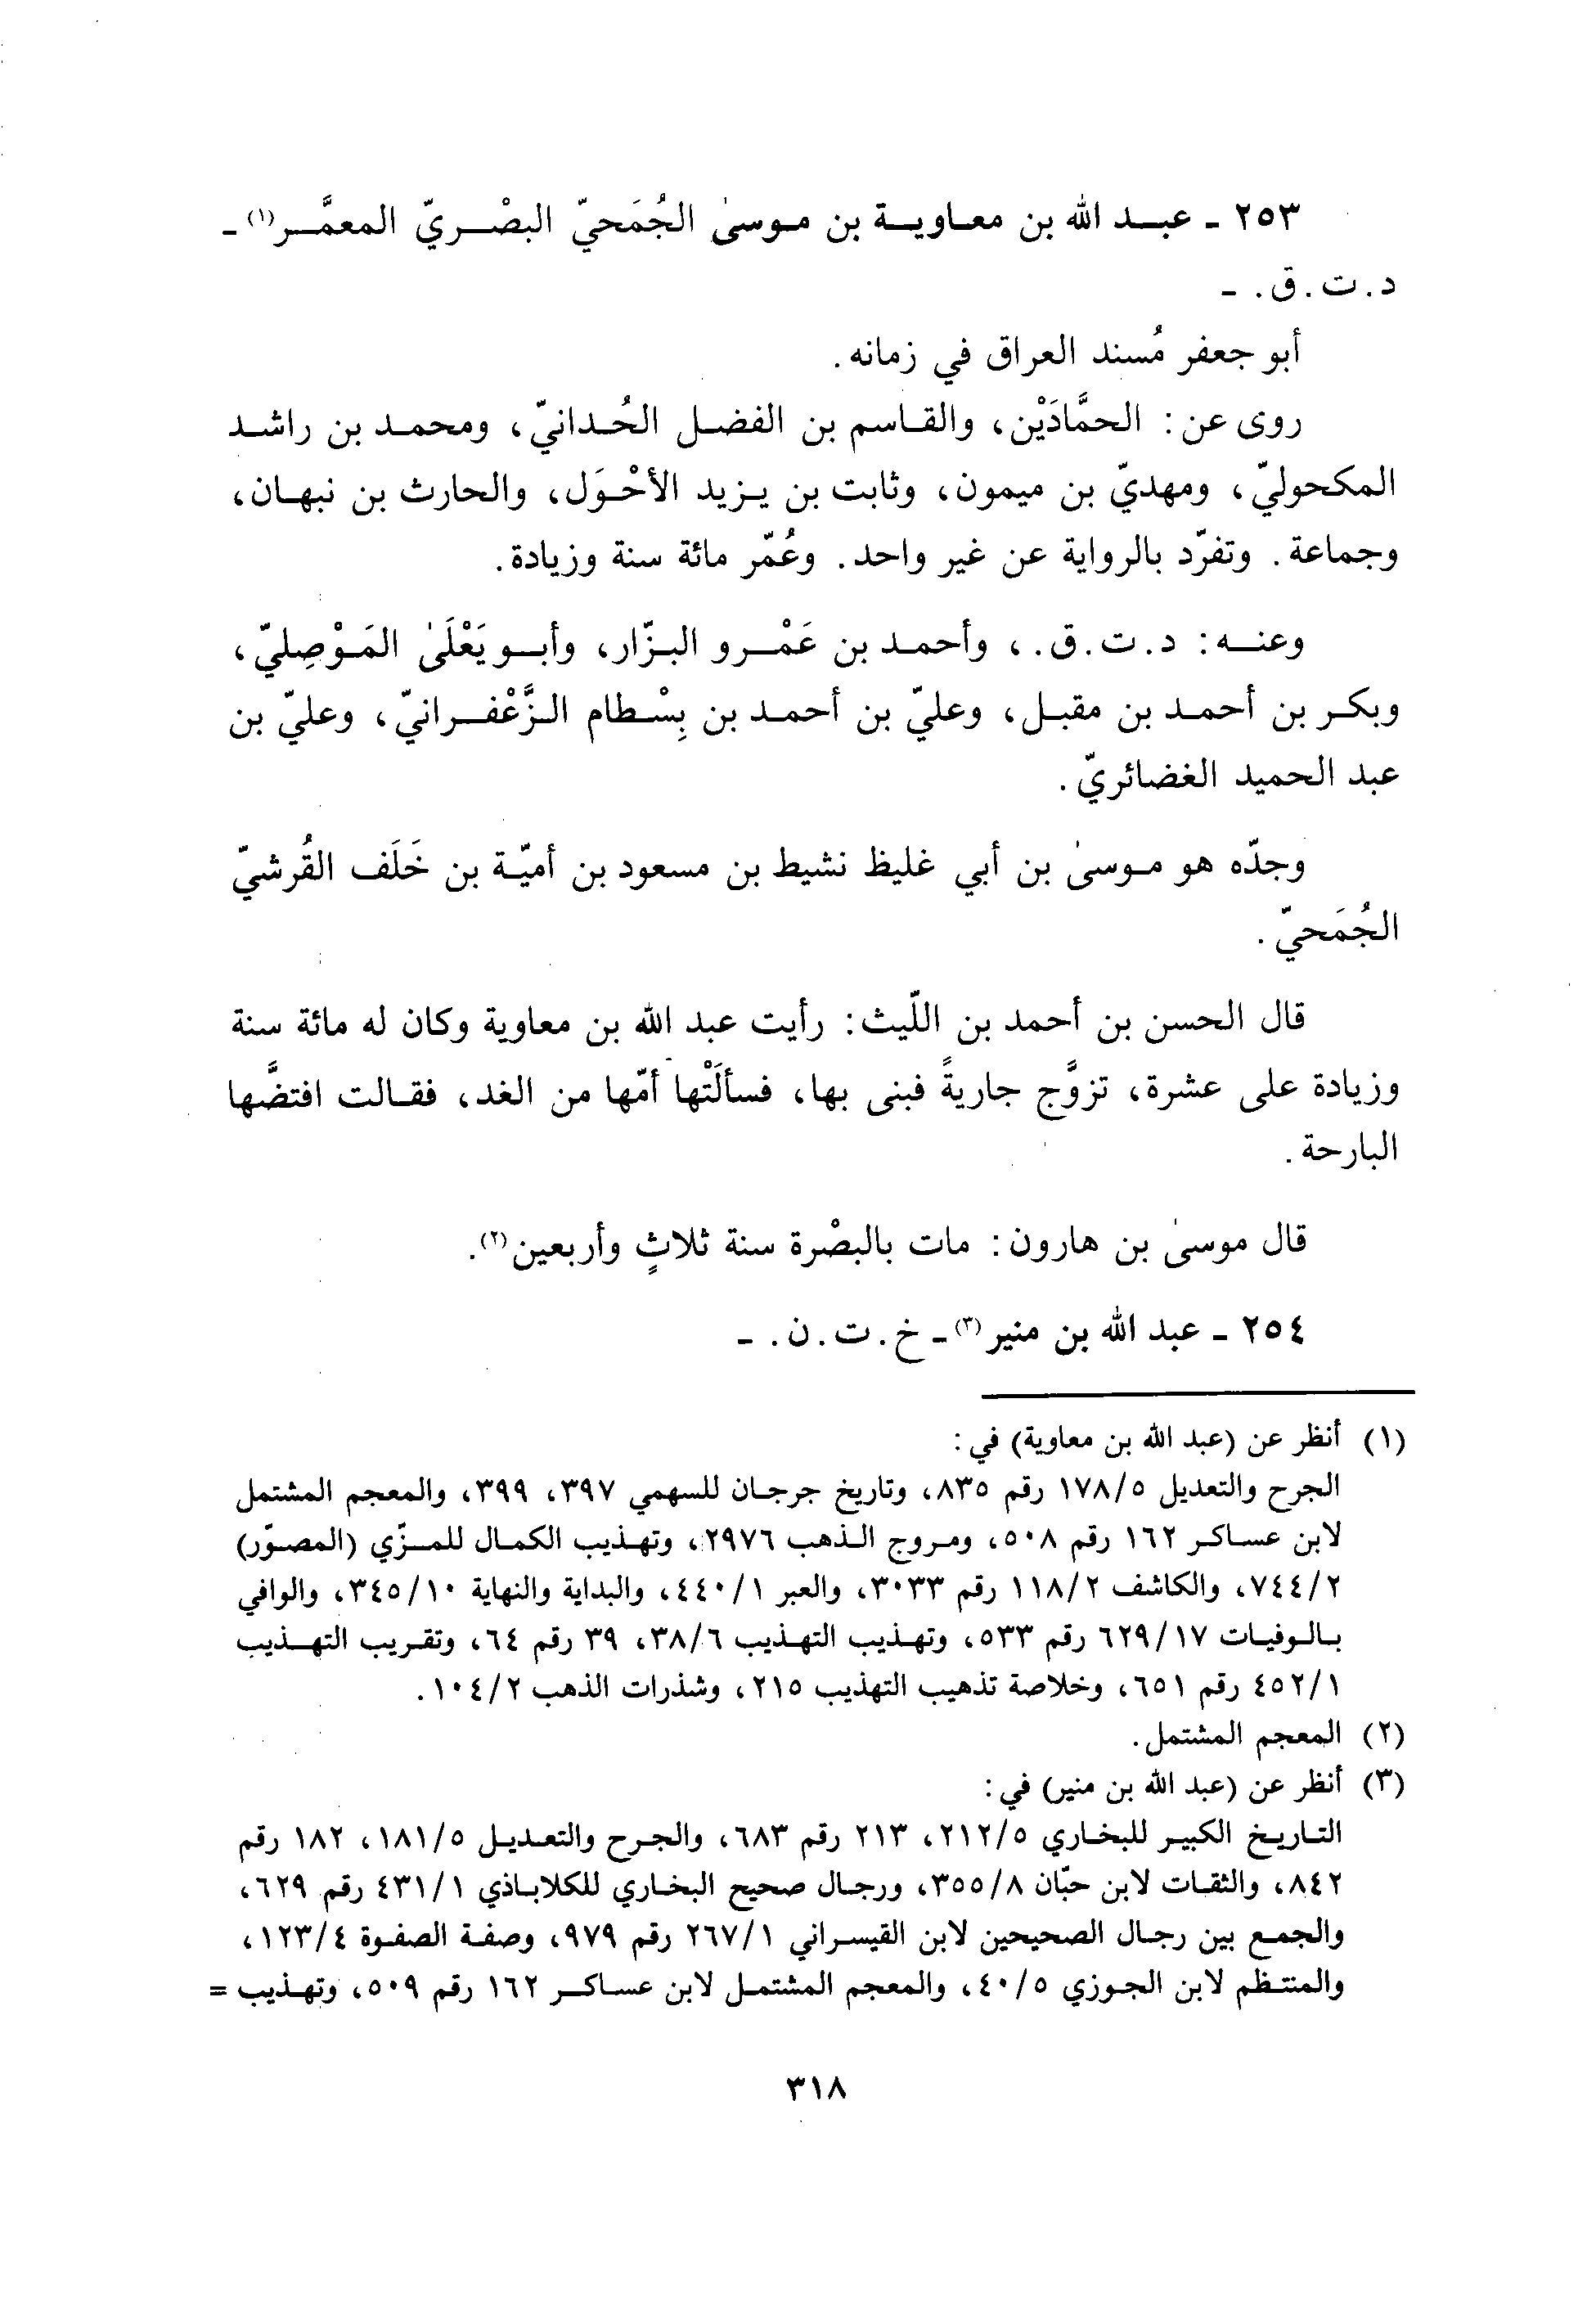 ٢٥٣ ـ عبد الله بن معاوية بن موسىٰ الجُمَحيّ البصْريّ المعمَّر(١) ـ
د. ت. ق. ـ
أبو جعفر مُسند العراق في زمانه.
روى عن: الحمَّادَيْن، والقاسم بن الفضل الحُدانيّ، ومحمد بن راشد
المكحوليّ، ومهديّ بن ميمون، وثابت بن يزيد الأحْوَل، والحارث بن نبهان،
وجماعة. وتفرّد بالرواية عن غير واحد. وعُمّر مائة سنة وزيادة.
وعنه: د. ت. ق.، وأحمد بن عَمْرو البزّار، وأبو يَعْلَىٰ المَوْصِليّ،
وبكر بن أحمد بن مقبل، وعليّ بن أحمد بن بِسْطام الزَّعْفرانيّ، وعليّ بن
عبد الحميد الغضائريّ.
وجدّه هو موسىٰ بن أبي غليظ نشيط بن مسعود بن أميّة بن خَلَف القُرشيّ
الجُمَحيّ.
قال الحسن بن أحمد بن اللّيث: رأيت عبد الله بن معاوية وكان له مائة سنة
وزيادة على عشرة، تزوَّج جاريةً فبنى بها، فسألَتْها أمّها من الغد، فقالت افتضَّها
البارحة.
قال موسىٰ بن هارون: مات بالبصْرة سنة ثلاثٍ وأربعين(٢).
٢٥٤ ـ عبد الله بن منير(٣) ـ خ. ت. ن. ـ
(١) أنظر عن (عبد الله بن معاوية) في:
الجرح والتعديل ١٧٨/٥ رقم ٨٣٥، وتاريخ جرجان للسهمي ٣٩٧، ٣٩٩، والمعجم المشتمل
لابن عساكر ١٦٢ رقم ٥٠٨، ومروج الذهب ٢٩٧٦، وتهذيب الكمال للمزّي (المصوّر)
٧٤٤/٢، والكاشف ١١٨/٢ رقم ٣٠٣٣، والعبر ٤٤٠/١، والبداية والنهاية ٣٤٥/١٠، والوافي
بالوفيات ٦٢٩/١٧ رقم ٥٣٣، وتهذيب التهذيب ٣٨/٦، ٣٩ رقم ٦٤، وتقريب التهذيب
٤٥٢/١ رقم ٦٥١، وخلاصة تذهيب التهذيب ٢١٥، وشذرات الذهب ١٠٤/٢.
(٢) المعجم المشتمل.
(٣) أنظر عن (عبد الله بن منير) في:
التاريخ الكبير للبخاري ٢١٢/٥، ٢١٣ رقم ٦٨٣، والجرح والتعديل ١٨١/٥، ١٨٢ رقم
٨٤٢، والثقات لابن حبّان ٣٥٥/٨، ورجال صحيح البخاري للكلاباذي ٤٣١/١ رقم ٦٢٩،
والجمع بين رجال الصحيحين لابن القيسراني ٢٦٧/١ رقم ٩٧٩، وصفة الصفوة ١٢٣/٤،
والمنتظم لابن الجوزي ٤٠/٥، والمعجم المشتمل لابن عساكر ١٦٢ رقم ٥٠٩، وتهذيب =
٣١٨